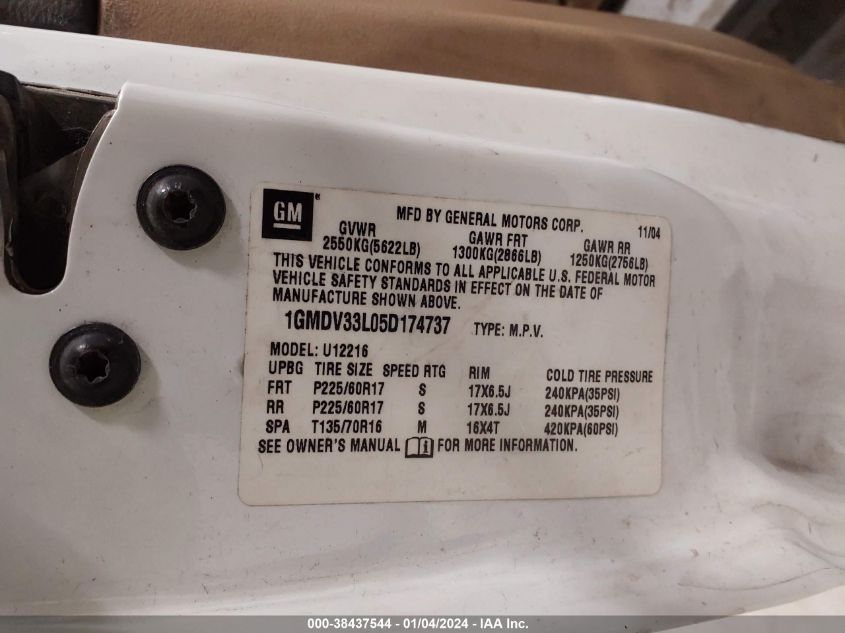 GM ®
MFD BY GENERAL MOTORS CORP. 11/04
GVWR GAWR FRT GAWR RR
2550KG(5622LB) 1300KG(2866LB) 1250KG(2756LB)
THIS VEHICLE CONFORMS TO ALL APPLICABLE U.S. FEDERAL MOTOR
VEHICLE SAFETY STANDARDS IN EFFECT ON THE DATE OF
MANUFACTURE SHOWN ABOVE.
1GMDV33L05D174737 TYPE: M.P.V.
MODEL: U12216
UPBG TIRE SIZE SPEED RTG RIM COLD TIRE PRESSURE
FRT P225/60R17 S 17X6.5J 240KPA(35PSI)
RR P225/60R17 S 17X6.5J 240KPA(35PSI)
SPA T135/70R16 M 16X4T 420KPA(60PSI)
SEE OWNER'S MANUAL i FOR MORE INFORMATION.
000-38437544 - 01/04/2024 - IAA Inc.